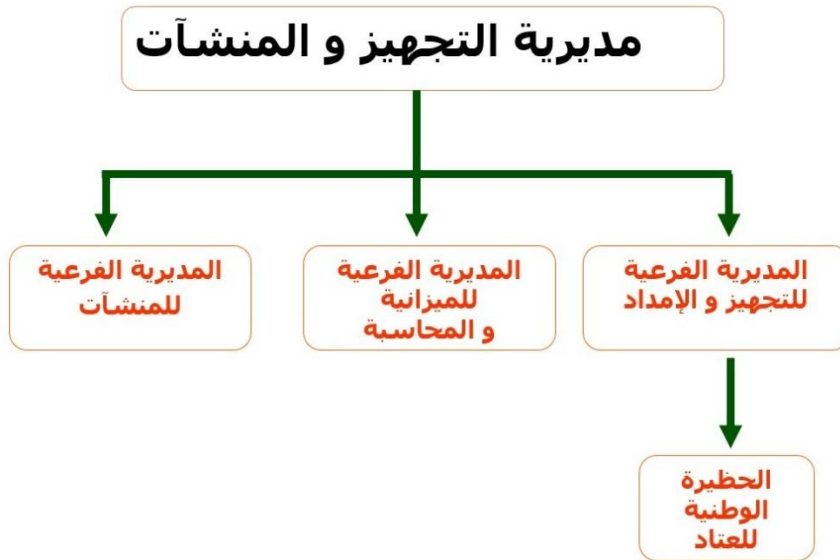 مديرية التجهيز و المنشآت
المديرية الفرعية
للتجهيز و الإمداد
المديرية الفرعية
للميزانية
و المحاسبة
المديرية الفرعية
للمنشآت
الحظيرة
الوطنية
للعتاد